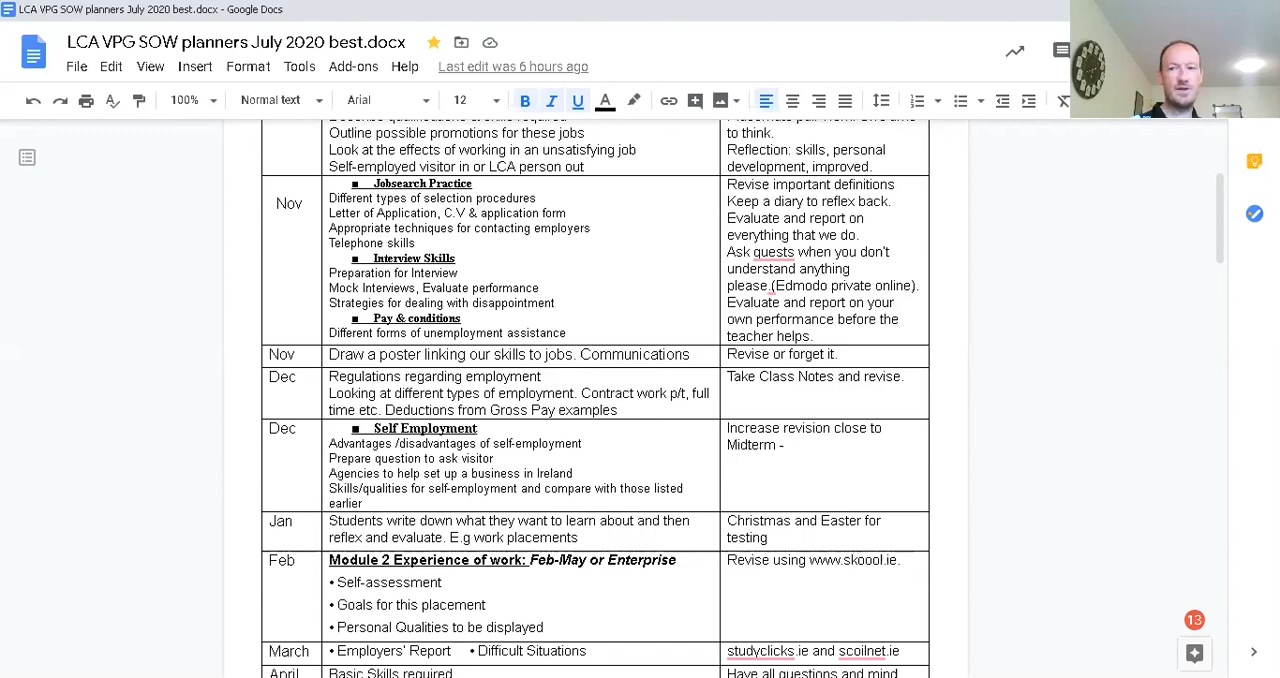 LCA VPG SOW planners July 2020 best.docx - Google Docs
LCA VPG SOW planners July 2020 best.docx
File Edit View Insert Format Tools Add-ons Help Last edit was 6 hours ago
100% Normal text Arial 12 B I U A
Outline possible promotions for these jobs
Look at the effects of working in an unsatisfying job
Self-employed visitor in or LCA person out
to think.
Reflection: skills, personal
development, improved.
Nov
■ Jobsearch Practice
Different types of selection procedures
Letter of Application, C.V & application form
Appropriate techniques for contacting employers
Telephone skills
■ Interview Skills
Preparation for Interview
Mock Interviews, Evaluate performance
Strategies for dealing with disappointment
■ Pay & conditions
Different forms of unemployment assistance
Revise important definitions
Keep a diary to reflex back.
Evaluate and report on
everything that we do.
Ask quests when you don't
understand anything
please.(Edmodo private online).
Evaluate and report on your
own performance before the
teacher helps.
Nov
Draw a poster linking our skills to jobs. Communications
Revise or forget it.
Dec
Regulations regarding employment
Looking at different types of employment. Contract work p/t, full
time etc. Deductions from Gross Pay examples
Take Class Notes and revise.
Dec
■ Self Employment
Advantages /disadvantages of self-employment
Prepare question to ask visitor
Agencies to help set up a business in Ireland
Skills/qualities for self-employment and compare with those listed
earlier
Increase revision close to
Midterm -
Jan
Students write down what they want to learn about and then
reflex and evaluate. E.g work placements
Christmas and Easter for
testing
Feb
Module 2 Experience of work: Feb-May or Enterprise
• Self-assessment
• Goals for this placement
• Personal Qualities to be displayed
Revise using www.skoool.ie.
March
• Employers' Report • Difficult Situations
studyclicks.ie and scoilnet.ie
April
Basic Skills required
Have all questions and mind
13